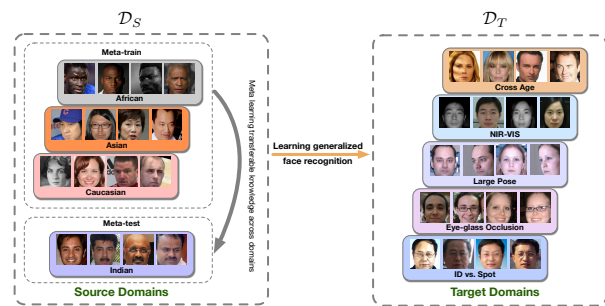 D_S
D_T
Meta-train
African
Asian
Caucasian
Meta-test
Indian
Source Domains
Meta learning transferable knowledge across domains
Learning generalized
face recognition
Cross Age
NIR-VIS
Large Pose
Eye-glass Occlusion
ID vs. Spot
Target Domains